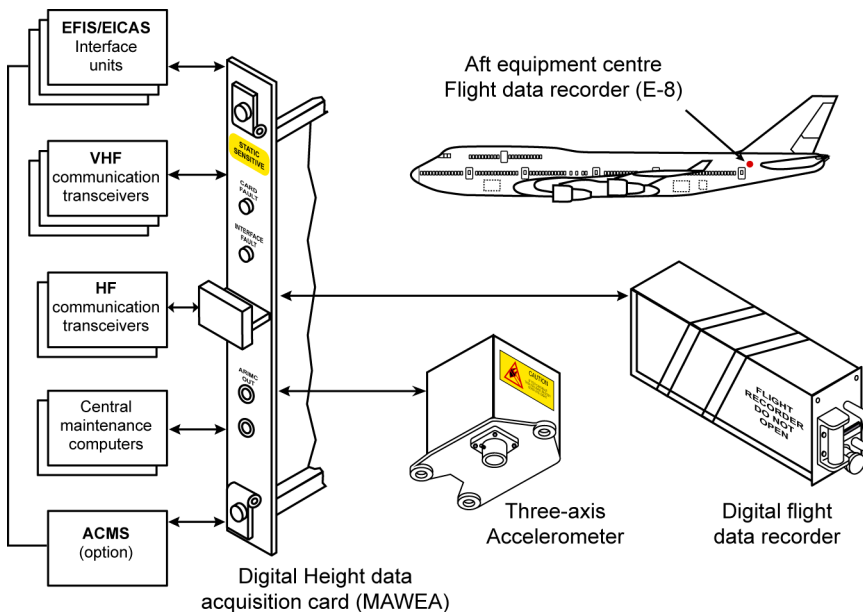 EFIS/EICAS
Interface
units
VHF
communication
transceivers
HF
communication
transceivers
Central
maintenance
computers
ACMS
(option)
STATIC
SENSITIVE
CARD
FAULT
INTERFACE
FAULT
Digital Height data
acquisition card (MAWEA)
Aft equipment centre
Flight data recorder (E-8)
CAUTION
Three-axis
Accelerometer
FLIGHT
RECORDER
DO NOT
OPEN
Digital flight
data recorder